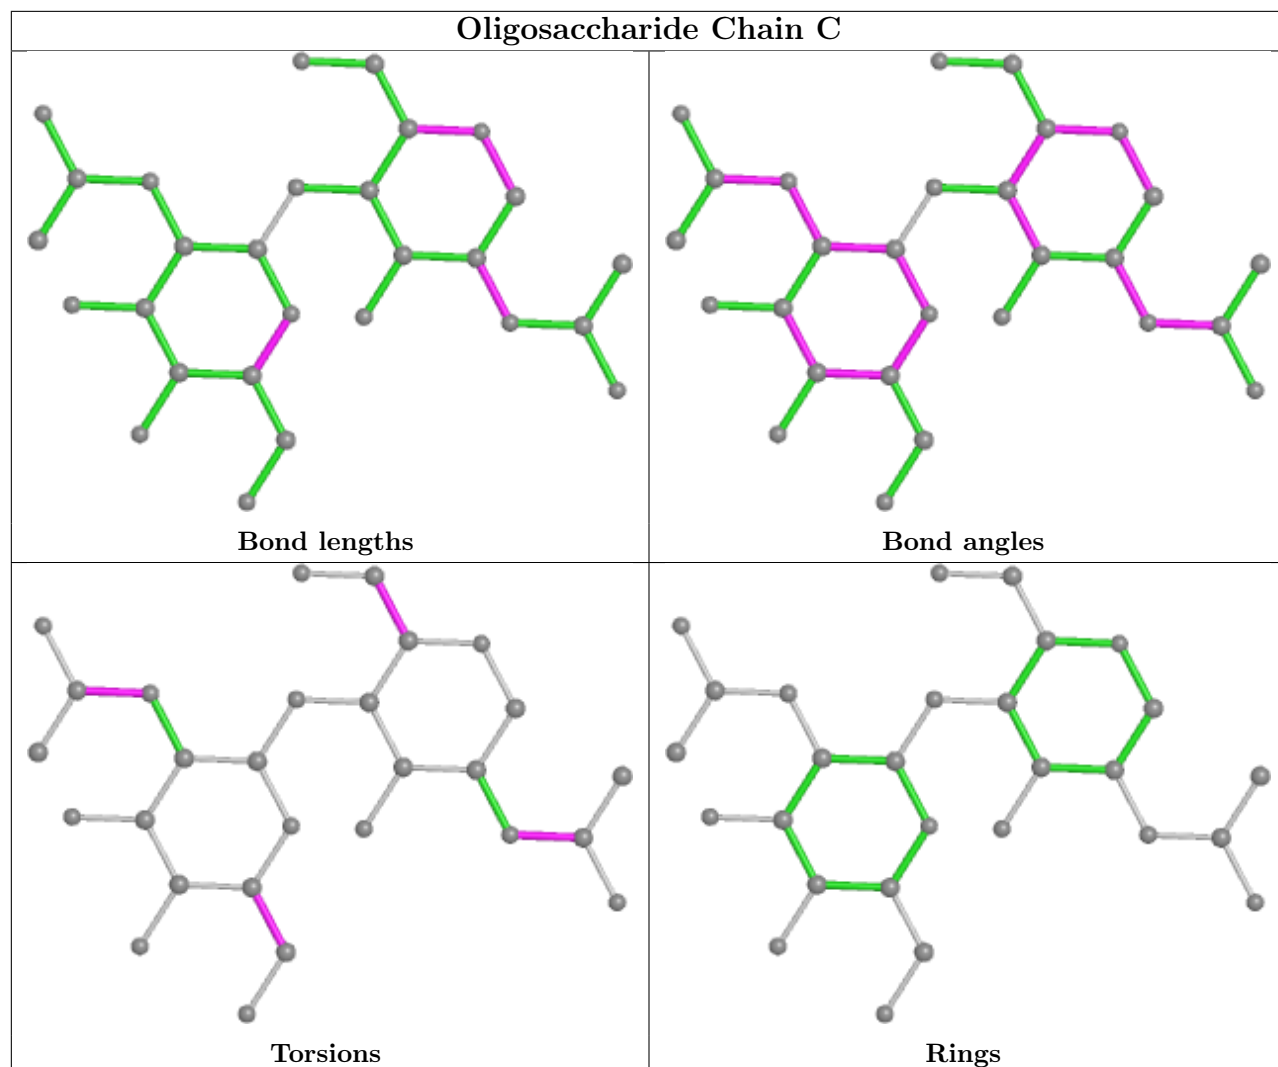 Oligosaccharide Chain C
Bond lengths
Bond angles
Torsions
Rings